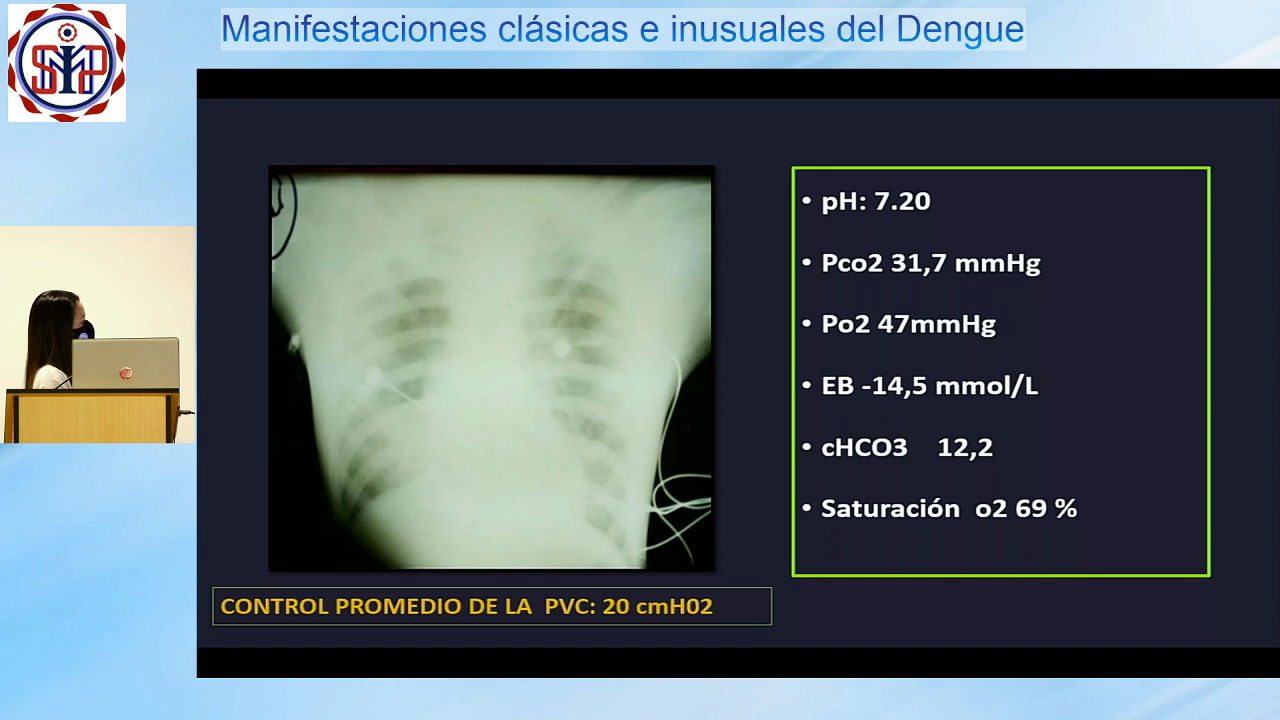 Manifestaciones clásicas e inusuales del Dengue
SMIP
• pH: 7.20
• Pco2 31,7 mmHg
• Po2 47mmHg
• EB -14,5 mmol/L
• cHCO3 12,2
• Saturación o2 69 %
CONTROL PROMEDIO DE LA PVC: 20 cmH02